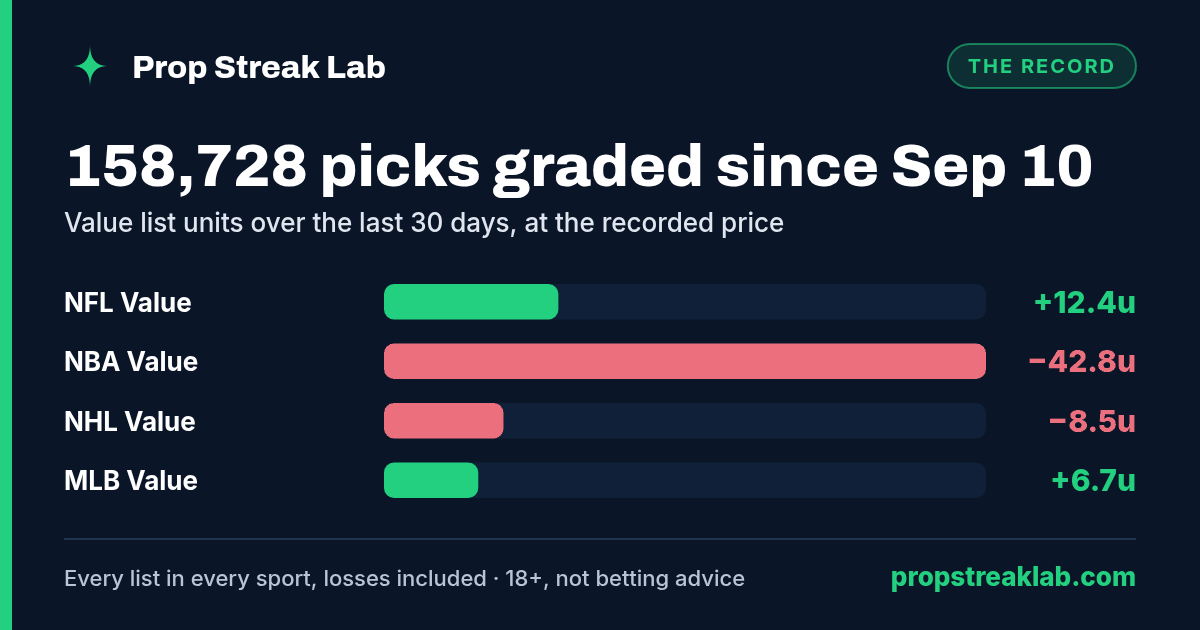 Prop Streak Lab
THE RECORD
158,728 picks graded since Sep 10
Value list units over the last 30 days, at the recorded price
NFL Value +12.4u
NBA Value −42.8u
NHL Value −8.5u
MLB Value +6.7u
Every list in every sport, losses included · 18+, not betting advice
propstreaklab.com